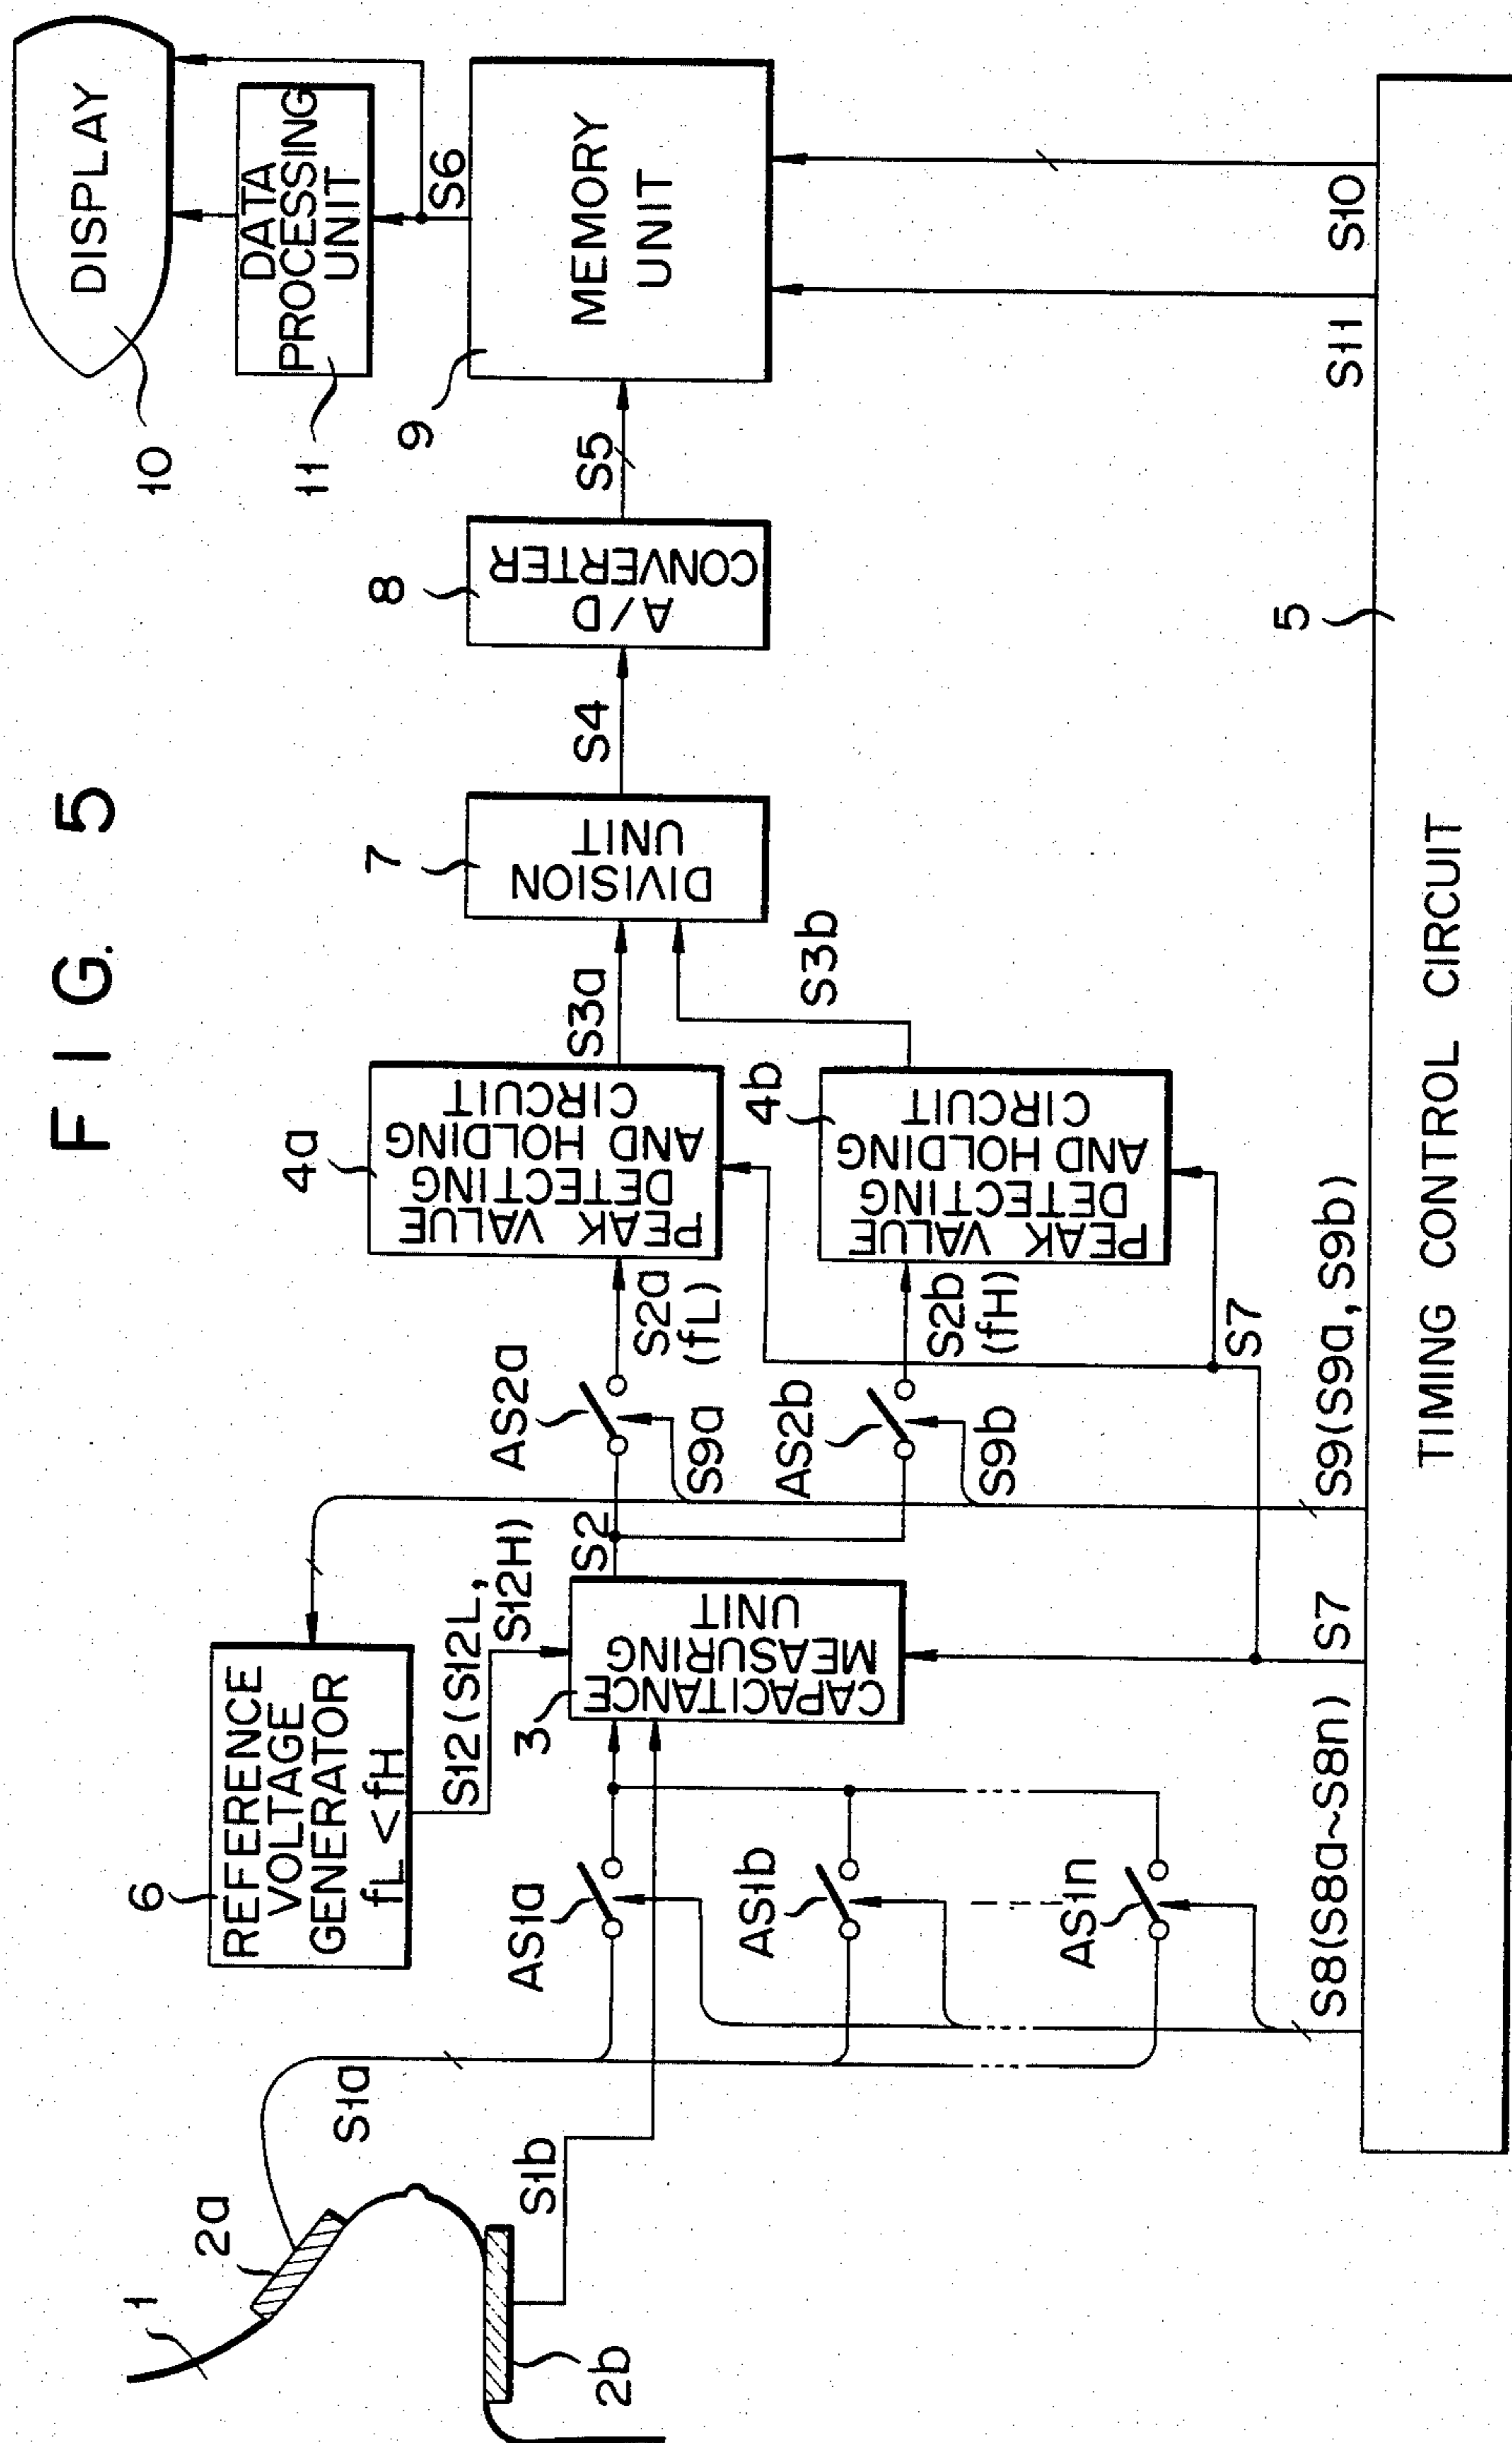 FIG. 5
1
2a
2b
S1a
S1b
6
REFERENCE
VOLTAGE
GENERATOR
fL < fH
S12 (S12L,
S12H)
AS1a
AS1b
AS1n
3
CAPACITANCE
MEASURING
UNIT
S2
AS2a
S9a
AS2b
S9b
S2a
(fL)
S2b
(fH)
4a
PEAK VALUE
DETECTING
AND HOLDING
CIRCUIT
4b
PEAK VALUE
DETECTING
AND HOLDING
CIRCUIT
S7
S3a
S3b
7
DIVISION
UNIT
S4
8
A/D
CONVERTER
S5
9
MEMORY
UNIT
S6
11
DATA
PROCESSING
UNIT
10
DISPLAY
S8(S8a~S8n)
S7
S9(S9a, S9b)
5
S11
S10
TIMING CONTROL CIRCUIT